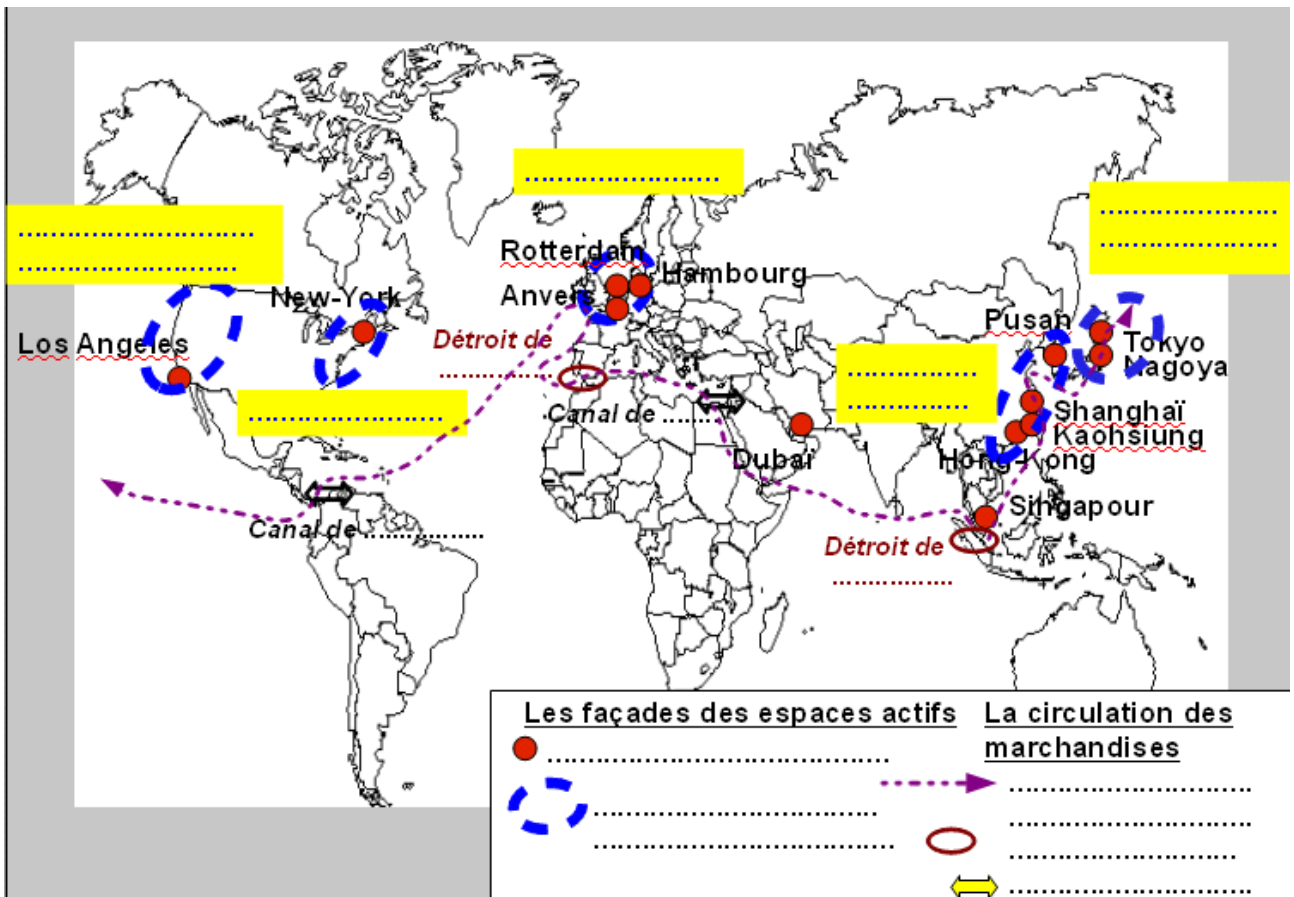 ........................
Rotterdam
Hambourg
Anvers
.............................
...........................
New-York
Los Angeles
Détroit de
...............
Canal de ........
........................
Canal de ...............
......................
......................
Pusan
Tokyo
Nagoya
...............
...............
Shanghaï
Kaohsiung
Hong-Kong
Dubaï
Singapour
Détroit de
...............
Les façades des espaces actifs
..........................................
...................................
.....................................
La circulation des
marchandises
..............................
..............................
............................
..............................